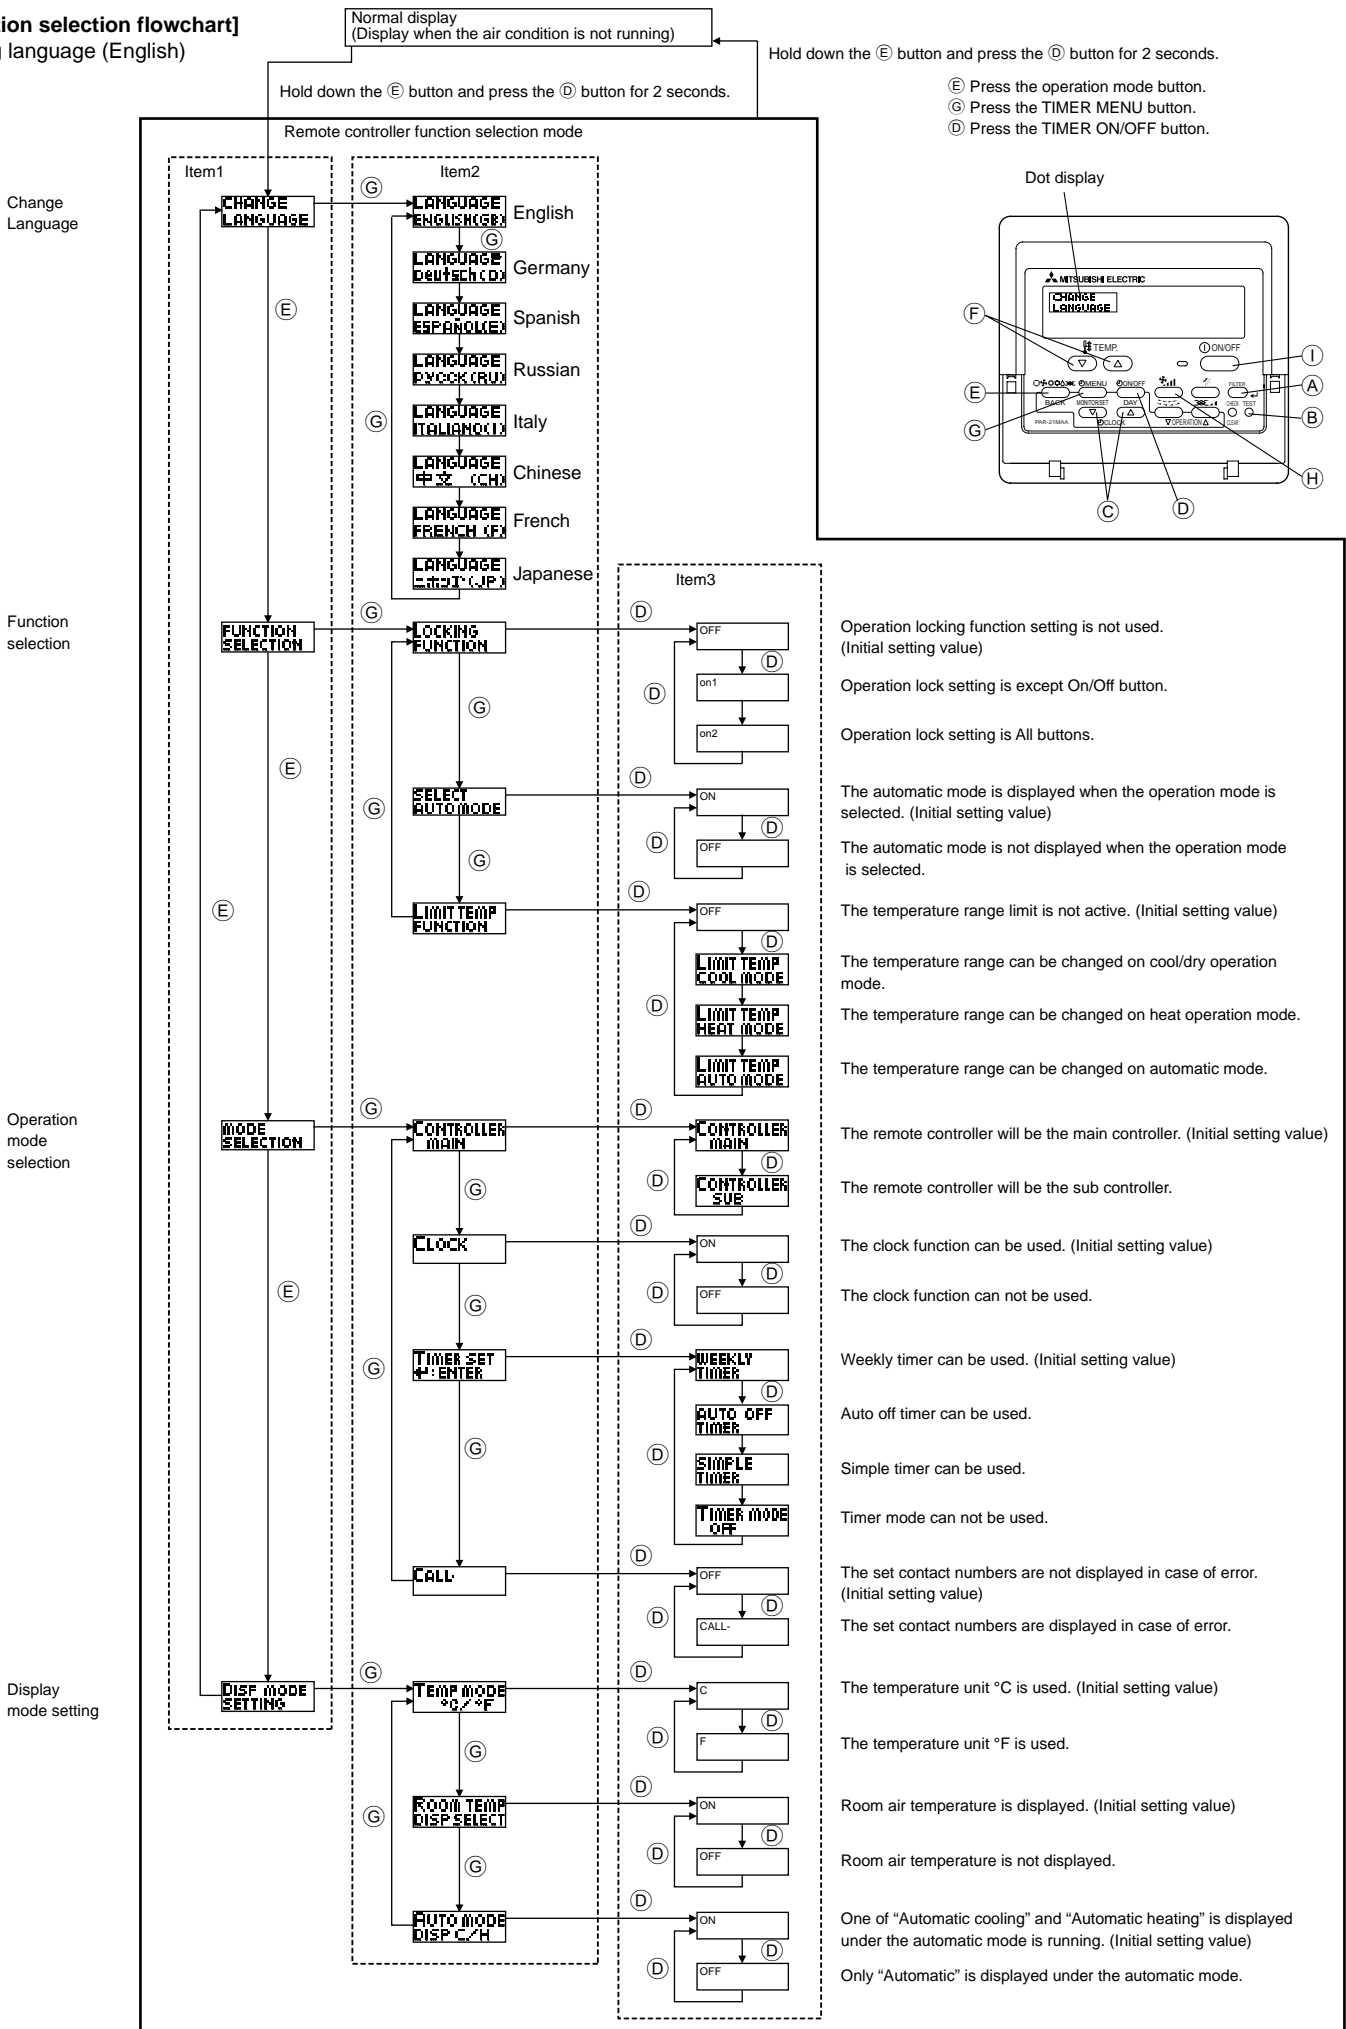 tion selection flowchart]
g language (English)
Normal display
(Display when the air condition is not running)
Hold down the Ⓔ button and press the Ⓓ button for 2 seconds.
Hold down the Ⓔ button and press the Ⓓ button for 2 seconds.
Ⓔ Press the operation mode button.
Ⓖ Press the TIMER MENU button.
Ⓓ Press the TIMER ON/OFF button.
Remote controller function selection mode
Item1
Item2
Item3
Dot display
MITSUBISHI ELECTRIC
CHANGE
LANGUAGE
TEMP.
ON/OFF
MENU
ON/OFF
FILTER
BACK
MONITOR/SET
DAY
CHECK
TEST
PAR-21MAA
CLOCK
OPERATION
CLEAR
Ⓕ
Ⓔ
Ⓖ
Ⓒ
Ⓓ
Ⓘ
Ⓐ
Ⓑ
Ⓗ
Change
Language
CHANGE
LANGUAGE
Ⓖ
LANGUAGE
ENGLISH(GB)
English
Ⓖ
LANGUAGE
Deutsch(D)
Germany
Ⓔ
LANGUAGE
ESPAÑOL(E)
Spanish
LANGUAGE
РУССК(RU)
Russian
Ⓖ
LANGUAGE
ITALIANO(I)
Italy
LANGUAGE
中文 (CH)
Chinese
LANGUAGE
FRENCH (F)
French
LANGUAGE
ニホンゴ(JP)
Japanese
Function
selection
FUNCTION
SELECTION
Ⓖ
LOCKING
FUNCTION
Ⓓ
OFF
Operation locking function setting is not used.
(Initial setting value)
Ⓓ
Ⓓ
on1
Operation lock setting is except On/Off button.
Ⓖ
on2
Operation lock setting is All buttons.
Ⓔ
Ⓖ
SELECT
AUTO MODE
Ⓓ
ON
The automatic mode is displayed when the operation mode is
selected. (Initial setting value)
Ⓓ
Ⓓ
OFF
The automatic mode is not displayed when the operation mode
is selected.
Ⓖ
Ⓔ
LIMIT TEMP
FUNCTION
Ⓓ
OFF
The temperature range limit is not active. (Initial setting value)
Ⓓ
LIMIT TEMP
COOL MODE
The temperature range can be changed on cool/dry operation
mode.
Ⓓ
LIMIT TEMP
HEAT MODE
The temperature range can be changed on heat operation mode.
LIMIT TEMP
AUTO MODE
The temperature range can be changed on automatic mode.
Operation
mode
selection
MODE
SELECTION
Ⓖ
CONTROLLER
MAIN
Ⓓ
CONTROLLER
MAIN
The remote controller will be the main controller. (Initial setting value)
Ⓓ
Ⓓ
CONTROLLER
SUB
The remote controller will be the sub controller.
Ⓖ
CLOCK
Ⓓ
ON
The clock function can be used. (Initial setting value)
Ⓓ
Ⓓ
OFF
The clock function can not be used.
Ⓔ
Ⓖ
Ⓖ
TIMER SET
↵:ENTER
Ⓓ
WEEKLY
TIMER
Weekly timer can be used. (Initial setting value)
Ⓓ
AUTO OFF
TIMER
Auto off timer can be used.
Ⓖ
Ⓓ
SIMPLE
TIMER
Simple timer can be used.
TIMER MODE
OFF
Timer mode can not be used.
CALL-
Ⓓ
OFF
The set contact numbers are not displayed in case of error.
(Initial setting value)
Ⓓ
Ⓓ
CALL-
The set contact numbers are displayed in case of error.
Display
mode setting
DISP MODE
SETTING
Ⓖ
TEMP MODE
°C/°F
Ⓓ
C
The temperature unit °C is used. (Initial setting value)
Ⓓ
Ⓓ
F
The temperature unit °F is used.
Ⓖ
Ⓖ
ROOM TEMP
DISP SELECT
Ⓓ
ON
Room air temperature is displayed. (Initial setting value)
Ⓓ
Ⓓ
OFF
Room air temperature is not displayed.
Ⓖ
AUTO MODE
DISP C/H
Ⓓ
ON
One of “Automatic cooling” and “Automatic heating” is displayed
under the automatic mode is running. (Initial setting value)
Ⓓ
Ⓓ
OFF
Only “Automatic” is displayed under the automatic mode.